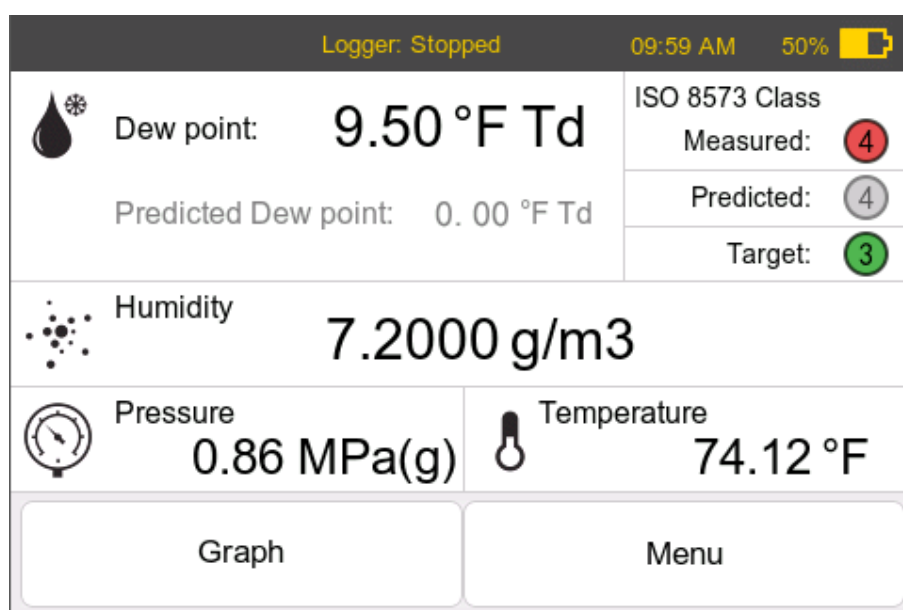 Logger: Stopped 09:59 AM 50%
Dew point: 9.50 °F Td
Predicted Dew point: 0. 00 °F Td
ISO 8573 Class
Measured: 4
Predicted: 4
Target: 3
Humidity
7.2000 g/m3
Pressure
0.86 MPa(g)
Temperature
74.12 °F
Graph
Menu